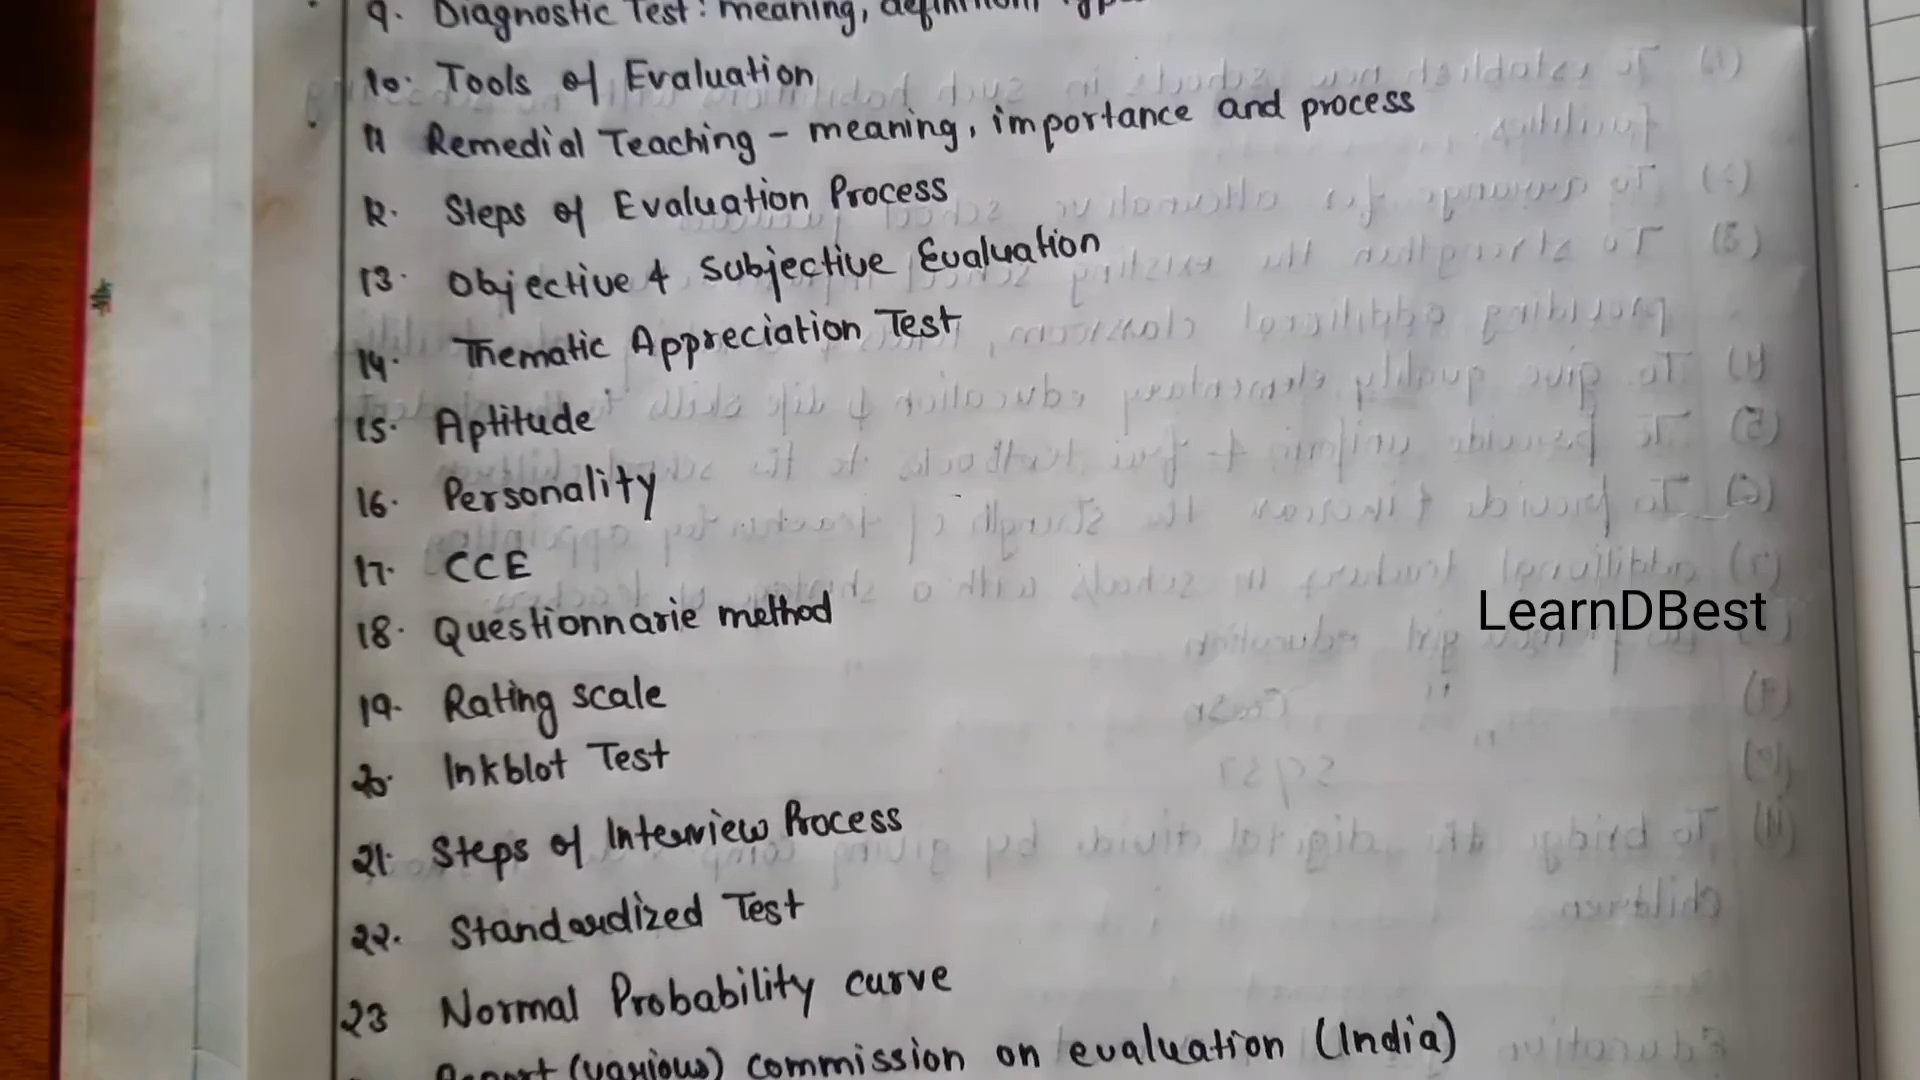 9. Diagnostic Test: meaning, definition,
10. Tools of Evaluation
11 Remedial Teaching - meaning, importance and process
12. Steps of Evaluation Process
13. Objective & Subjective Evaluation
14. Thematic Appreciation Test
15. Aptitude
16. Personality
17. CCE
18. Questionnarie method
19. Rating scale
20. Inkblot Test
21. Steps of Interview Process
22. Standardized Test
23 Normal Probability curve
Report (various) commission on evaluation (India)
LearnDBest